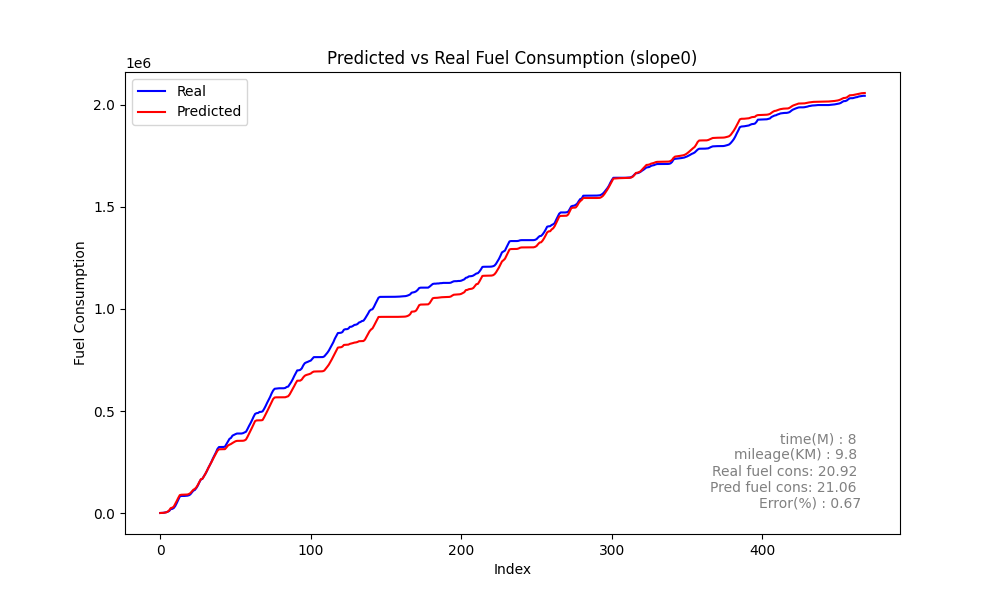 Predicted vs Real Fuel Consumption (slope0)
1e6
Real
Predicted
2.0
1.5
1.0
0.5
0.0
Fuel Consumption
time(M) : 8
mileage(KM) : 9.8
Real fuel cons: 20.92
Pred fuel cons: 21.06
Error(%) : 0.67
0 100 200 300 400
Index